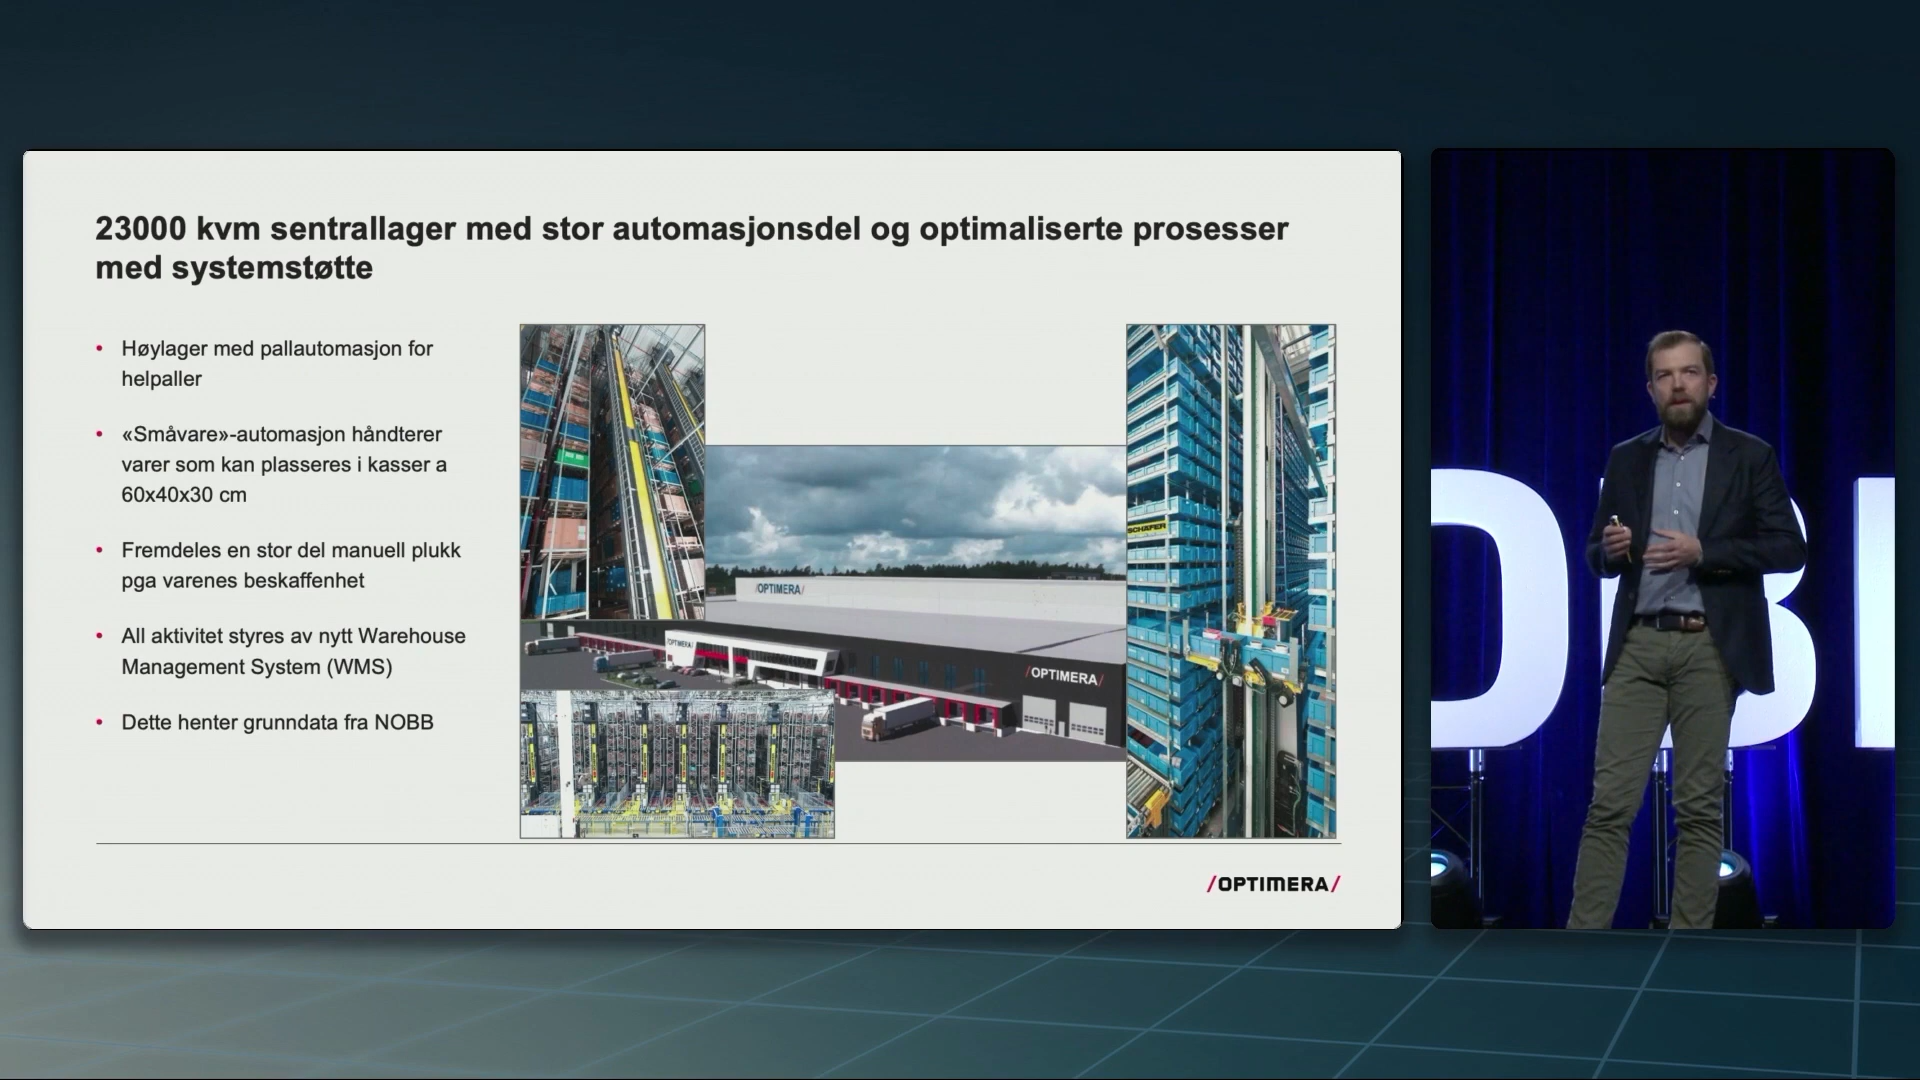 23000 kvm sentrallager med stor automasjonsdel og optimaliserte prosesser
med systemstøtte
• Høylager med pallautomasjon for
helpaller
• «Småvare»-automasjon håndterer
varer som kan plasseres i kasser a
60x40x30 cm
• Fremdeles en stor del manuell plukk
pga varenes beskaffenhet
• All aktivitet styres av nytt Warehouse
Management System (WMS)
• Dette henter grunndata fra NOBB
SCHÄFER
/OPTIMERA/
/OPTIMERA/
/OPTIMERA/
/OPTIMERA/
OBI